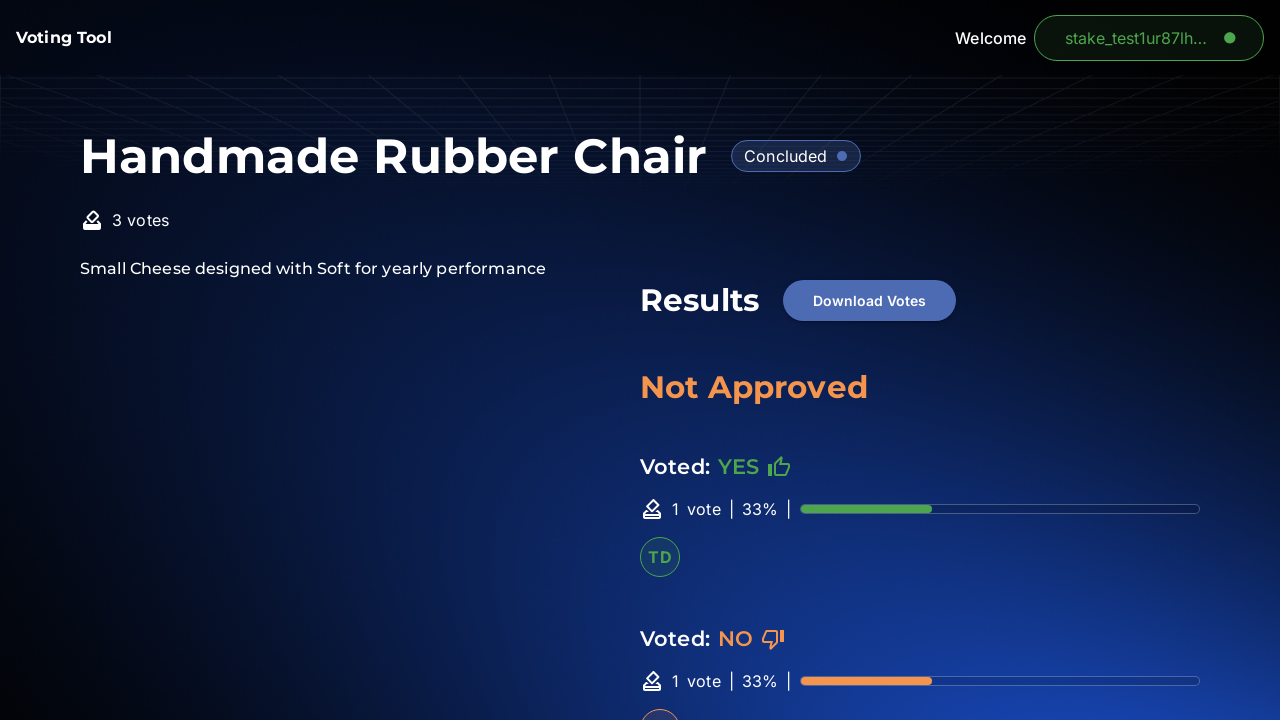 Voting Tool
Welcome
stake_test1ur87lh...
Handmade Rubber Chair
Concluded
3 votes
Small Cheese designed with Soft for yearly performance
Results
Download Votes
Not Approved
Voted: YES
1 vote | 33% |
TD
Voted: NO
1 vote | 33% |